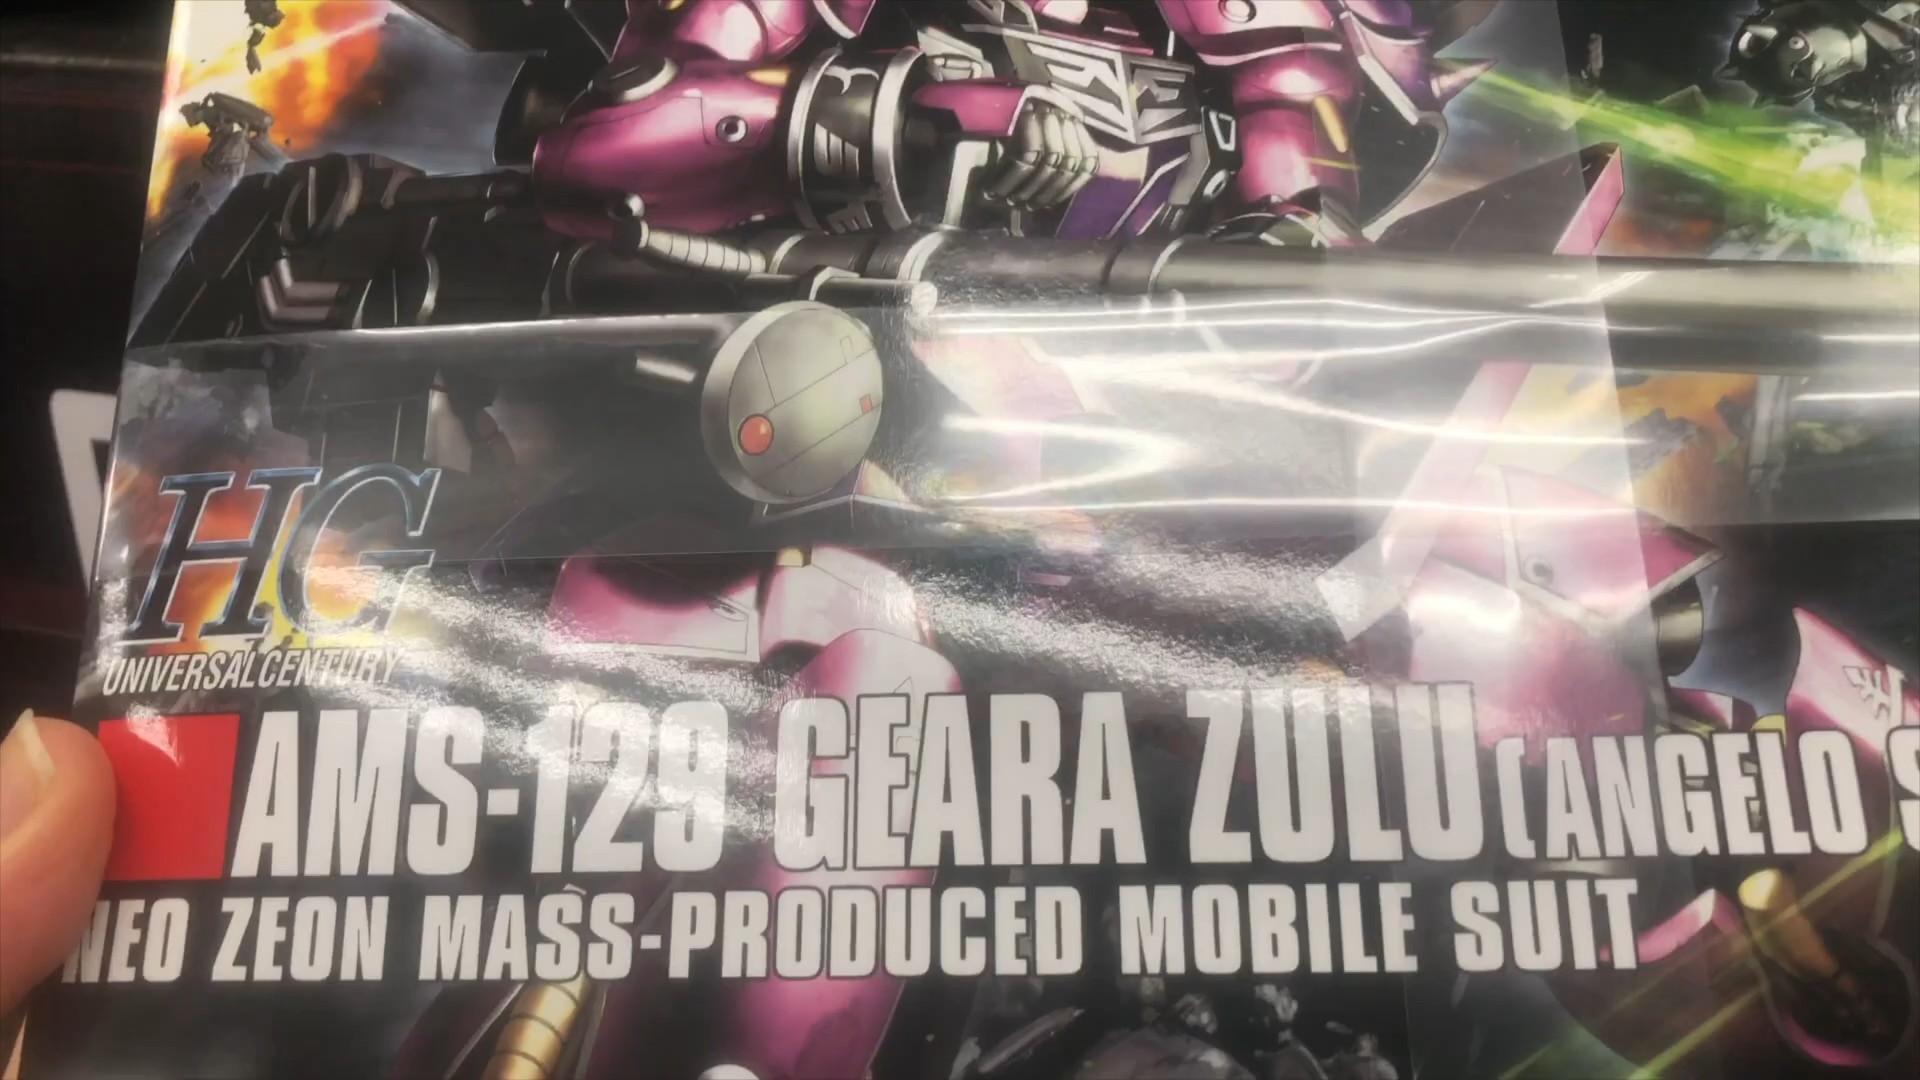 HG
UNIVERSAL CENTURY
AMS-129 GEARA ZULU (ANGELO S
NEO ZEON MASS-PRODUCED MOBILE SUIT